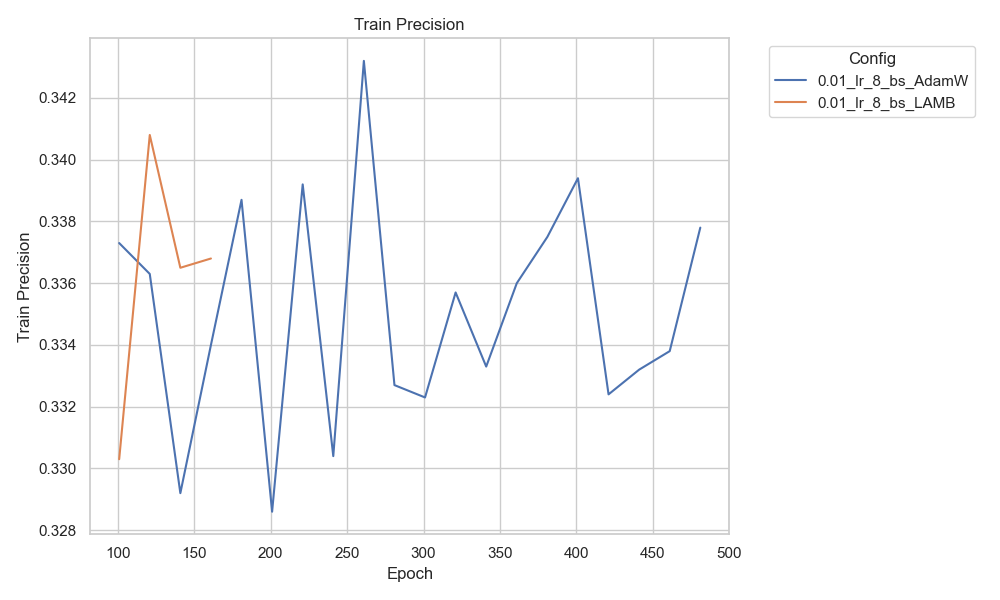 Train Precision
Config
0.01_lr_8_bs_AdamW
0.01_lr_8_bs_LAMB
Train Precision
0.342
0.340
0.338
0.336
0.334
0.332
0.330
0.328
100 150 200 250 300 350 400 450 500
Epoch